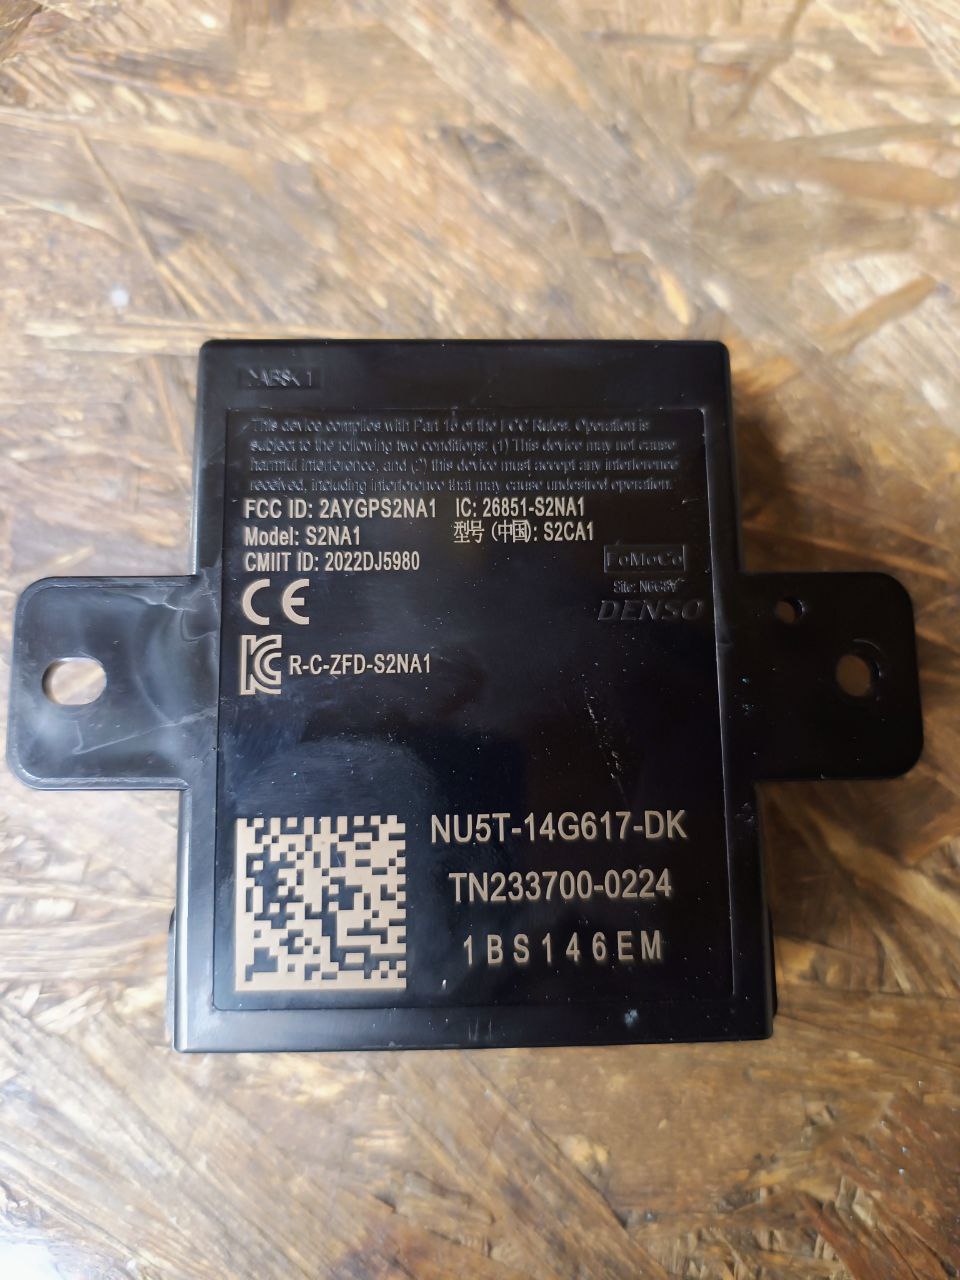 This device complies with Part 15 of the FCC Rules. Operation is
subject to the following two conditions: (1) This device may not cause
harmful interference, and (2) this device must accept any interference
received, including interference that may cause undesired operation.
FCC ID: 2AYGPS2NA1 IC: 26851-S2NA1
Model: S2NA1 型号 (中国): S2CA1
CMIIT ID: 2022DJ5980
FoMoCo
Site:
DENSO
CE
KC R-C-ZFD-S2NA1
NU5T-14G617-DK
TN233700-0224
1BS146EM